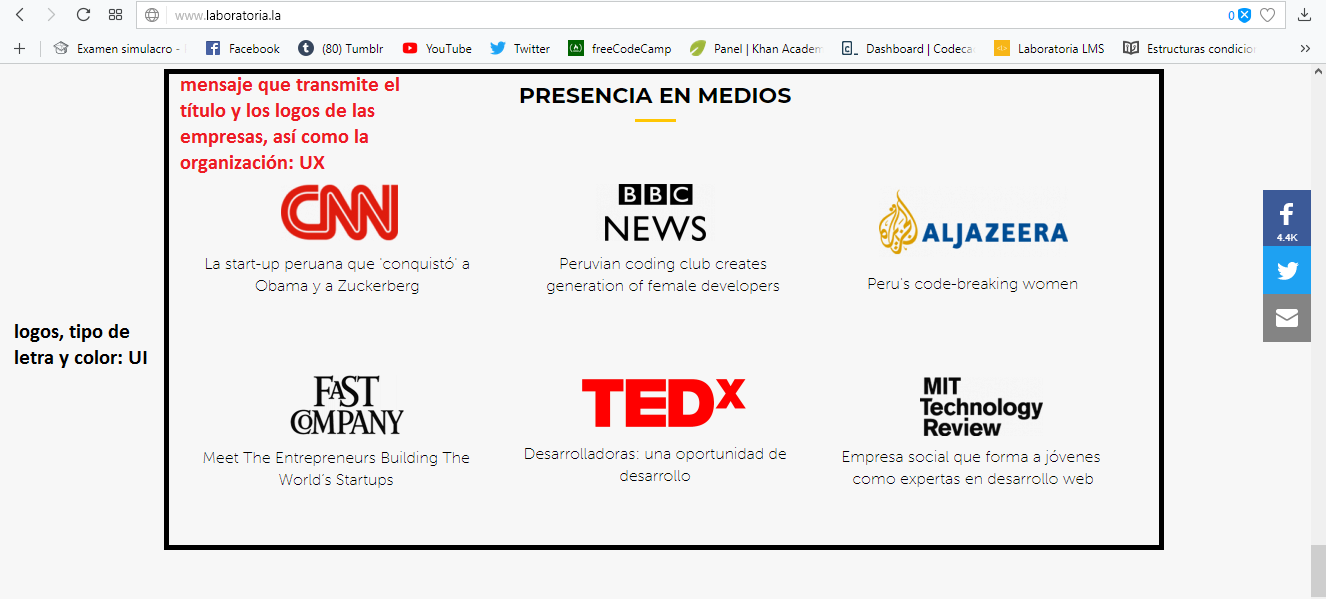 www.laboratoria.la
0
Examen simulacro -
Facebook
(80) Tumblr
YouTube
Twitter
freeCodeCamp
Panel | Khan Academ
Dashboard | Codeca
Laboratoria LMS
Estructuras condicio
mensaje que transmite el
título y los logos de las
empresas, así como la
organización: UX
PRESENCIA EN MEDIOS
CNN
La start-up peruana que 'conquistó' a
Obama y a Zuckerberg
BBC
NEWS
Peruvian coding club creates
generation of female developers
ALJAZEERA
Peru's code-breaking women
4.4K
logos, tipo de
letra y color: UI
FAST
COMPANY
Meet The Entrepreneurs Building The
World's Startups
TEDx
Desarrolladoras: una oportunidad de
desarrollo
MIT
Technology
Review
Empresa social que forma a jóvenes
como expertas en desarrollo web